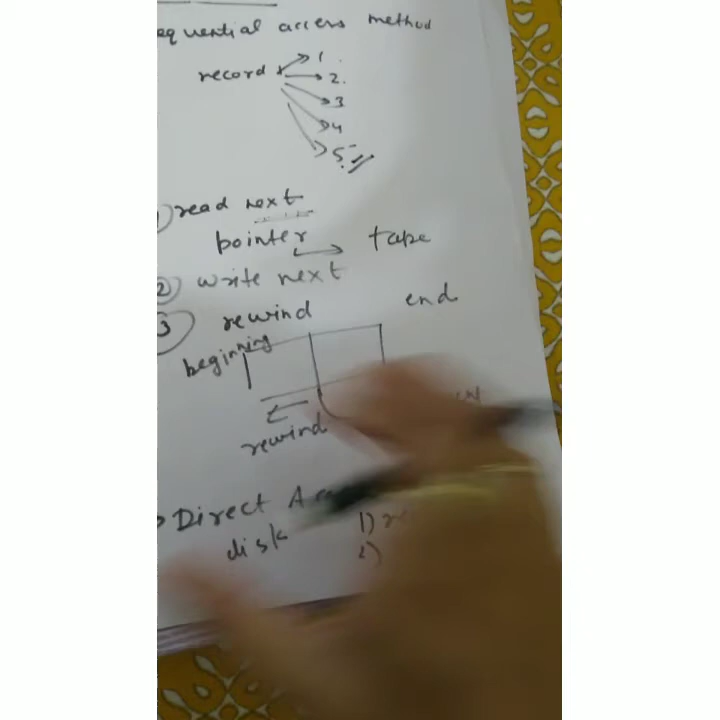 equential access method
record 1.
2.
3
4
5.
1) read next
pointer → tape
2) write next
3) rewind end
beginning
rewind
Direct
disk 1)
2)